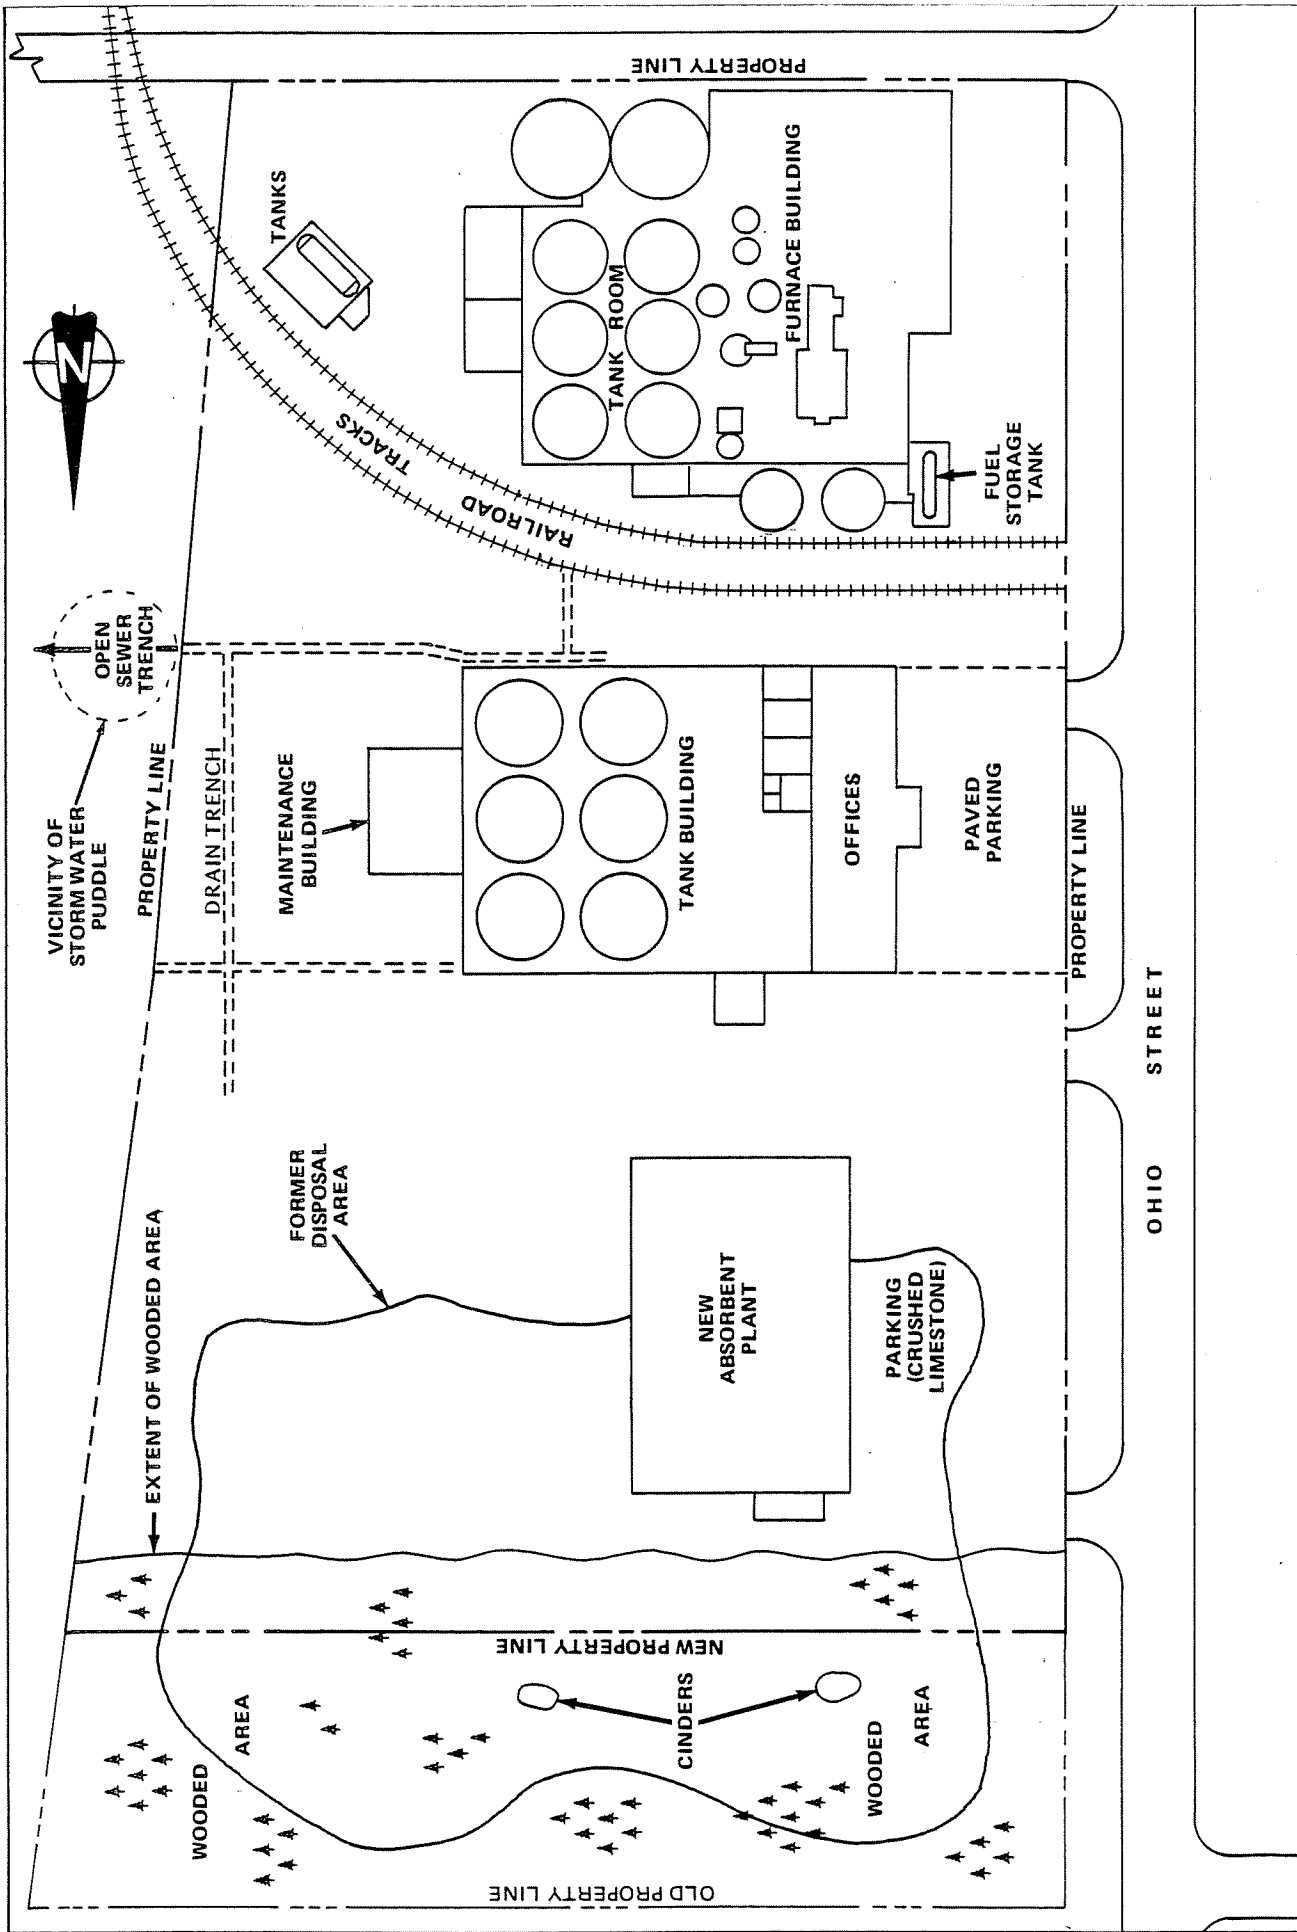 VICINITY OF
STORM WATER
PUDDLE
OPEN
SEWER
TRENCH
N
PROPERTY LINE
EXTENT OF WOODED AREA
DRAIN TRENCH
TANKS
PROPERTY LINE
WOODED
AREA
FORMER
DISPOSAL
AREA
MAINTENANCE
BUILDING
RAILROAD
TRACKS
OLD PROPERTY LINE
NEW PROPERTY LINE
CINDERS
NEW
ABSORBENT
PLANT
TANK BUILDING
TANK ROOM
FURNACE BUILDING
WOODED
AREA
PARKING
(CRUSHED
LIMESTONE)
OFFICES
PAVED
PARKING
FUEL
STORAGE
TANK
PROPERTY LINE
OHIO STREET